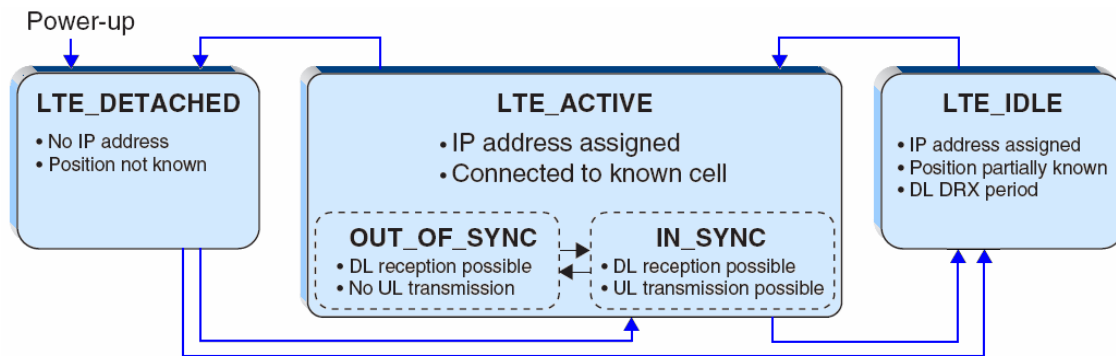 Power-up
LTE_DETACHED
• No IP address
• Position not known
LTE_ACTIVE
• IP address assigned
• Connected to known cell
OUT_OF_SYNC
• DL reception possible
• No UL transmission
IN_SYNC
• DL reception possible
• UL transmission possible
LTE_IDLE
• IP address assigned
• Position partially known
• DL DRX period